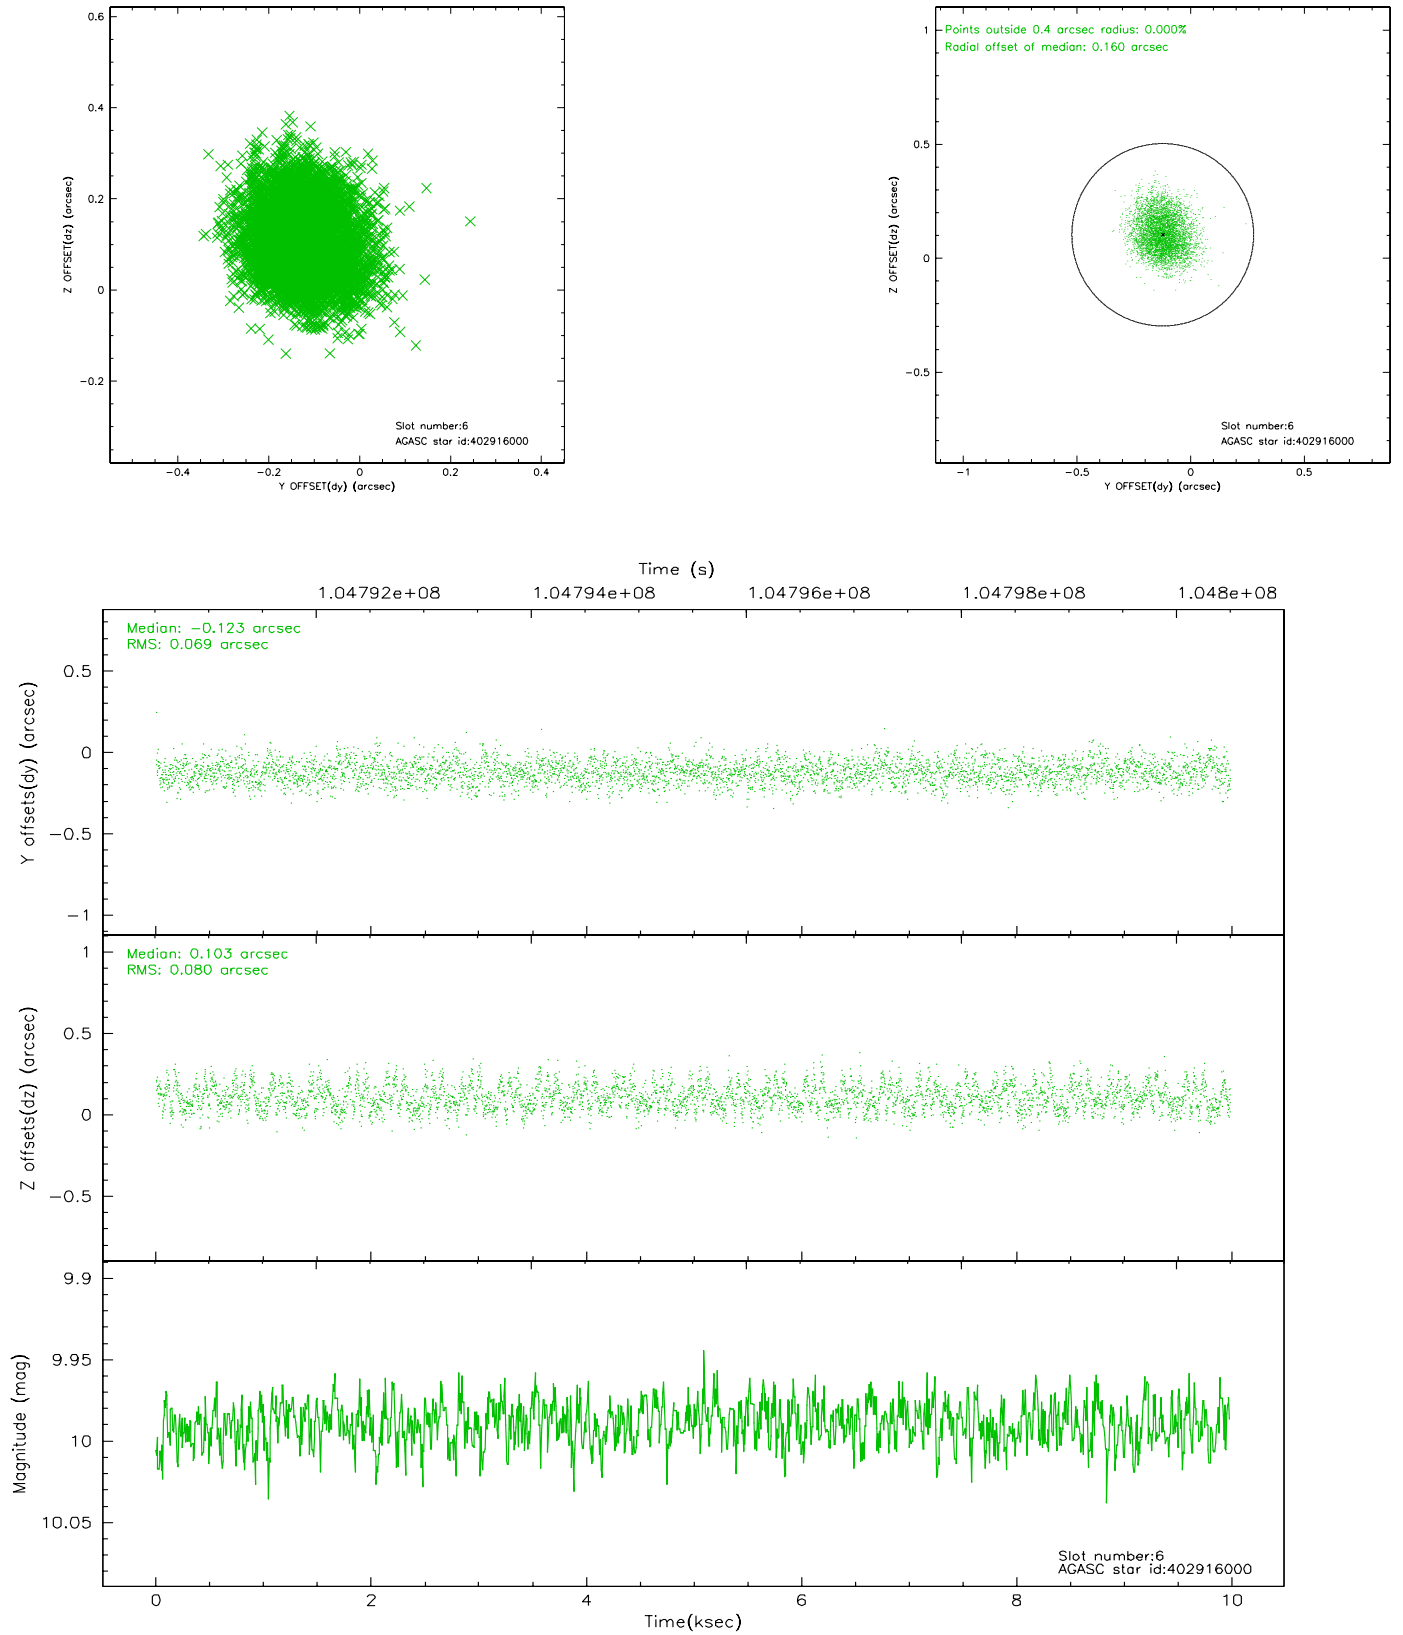 0.6
0.4
0.2
0
−0.2
Z OFFSET(dz) (arcsec)
Slot number:6
AGASC star id:402916000
−0.4 −0.2 0 0.2 0.4
Y OFFSET(dy) (arcsec)
Points outside 0.4 arcsec radius: 0.000%
Radial offset of median: 0.160 arcsec
1
0.5
0
−0.5
Z OFFSET(dz) (arcsec)
Slot number:6
AGASC star id:402916000
−1 −0.5 0 0.5
Y OFFSET(dy) (arcsec)
Time (s)
1.04792e+08 1.04794e+08 1.04796e+08 1.04798e+08 1.048e+08
Median: −0.123 arcsec
RMS: 0.069 arcsec
0.5
0
−0.5
−1
Y offsets(dy) (arcsec)
Median: 0.103 arcsec
RMS: 0.080 arcsec
1
0.5
0
−0.5
Z offsets(dz) (arcsec)
9.9
9.95
10
10.05
Magnitude (mag)
Slot number:6
AGASC star id:402916000
0 2 4 6 8 10
Time(ksec)